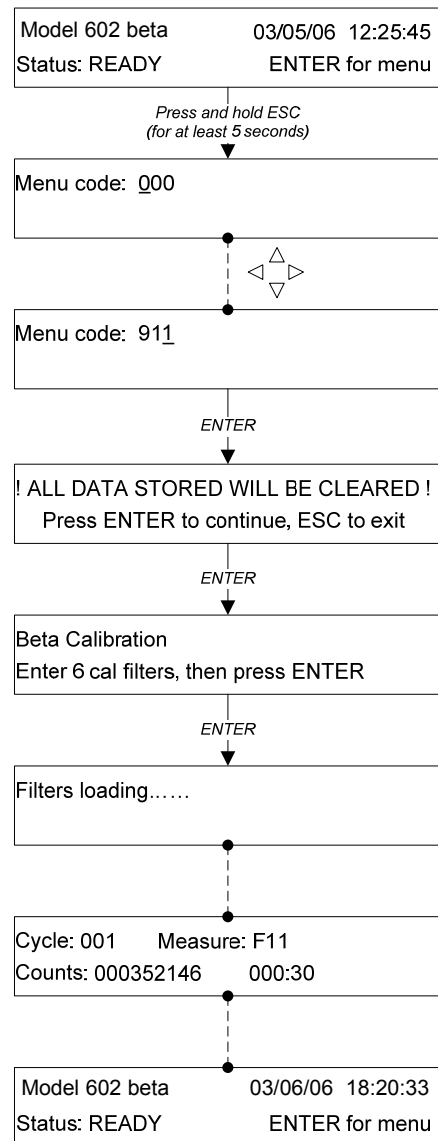 Model 602 beta 03/05/06 12:25:45
Status: READY ENTER for menu
Press and hold ESC
(for at least 5 seconds)
Menu code: 000
Menu code: 911
ENTER
! ALL DATA STORED WILL BE CLEARED !
Press ENTER to continue, ESC to exit
ENTER
Beta Calibration
Enter 6 cal filters, then press ENTER
ENTER
Filters loading......
Cycle: 001 Measure: F11
Counts: 000352146 000:30
Model 602 beta 03/06/06 18:20:33
Status: READY ENTER for menu